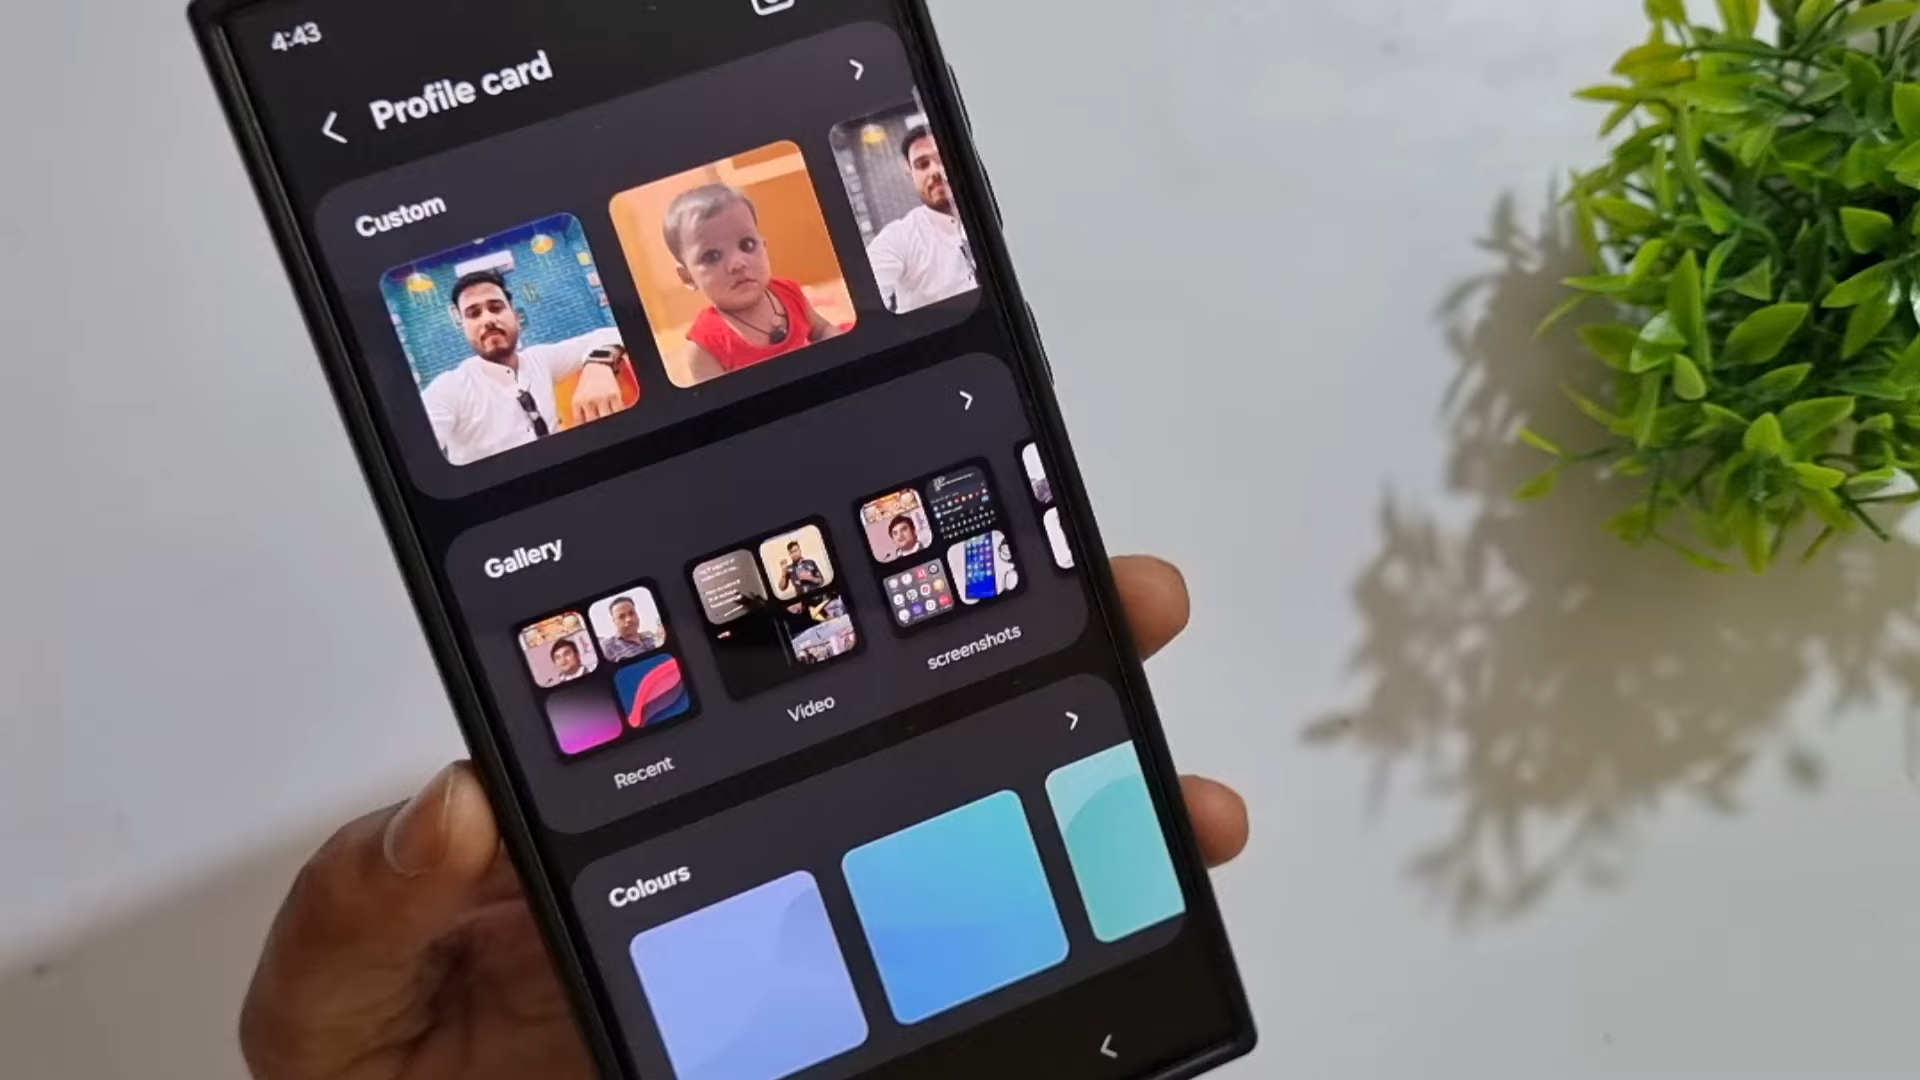 4:43
Profile card
Custom
Gallery
Recent
Video
screenshots
Colours